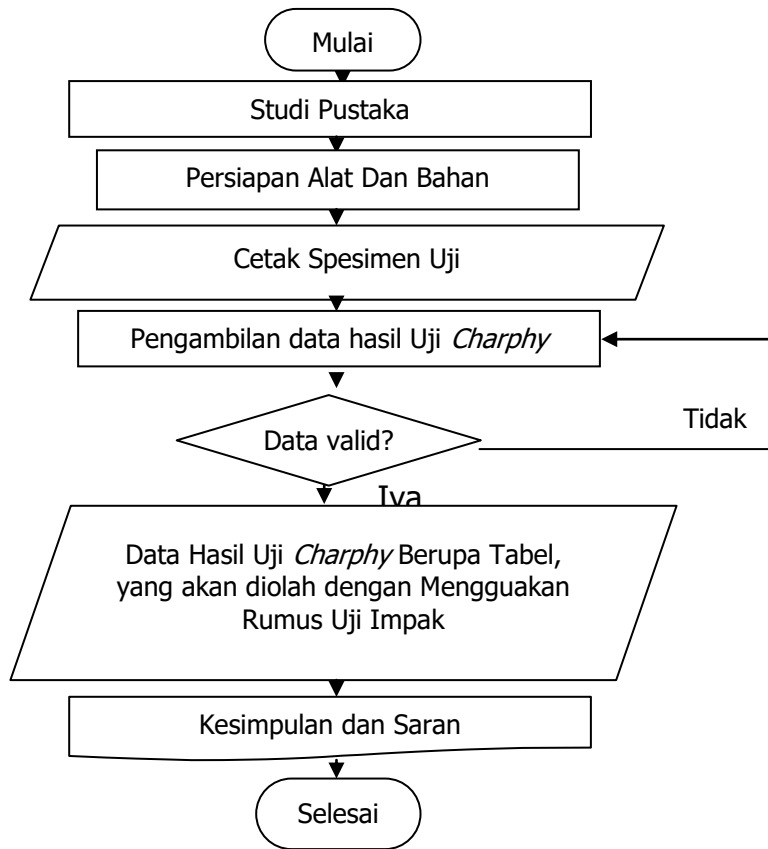 Mulai
Studi Pustaka
Persiapan Alat Dan Bahan
Cetak Spesimen Uji
Pengambilan data hasil Uji Charphy
Data valid?
Tidak
Iya
Data Hasil Uji Charphy Berupa Tabel,
yang akan diolah dengan Mengguakan
Rumus Uji Impak
Kesimpulan dan Saran
Selesai